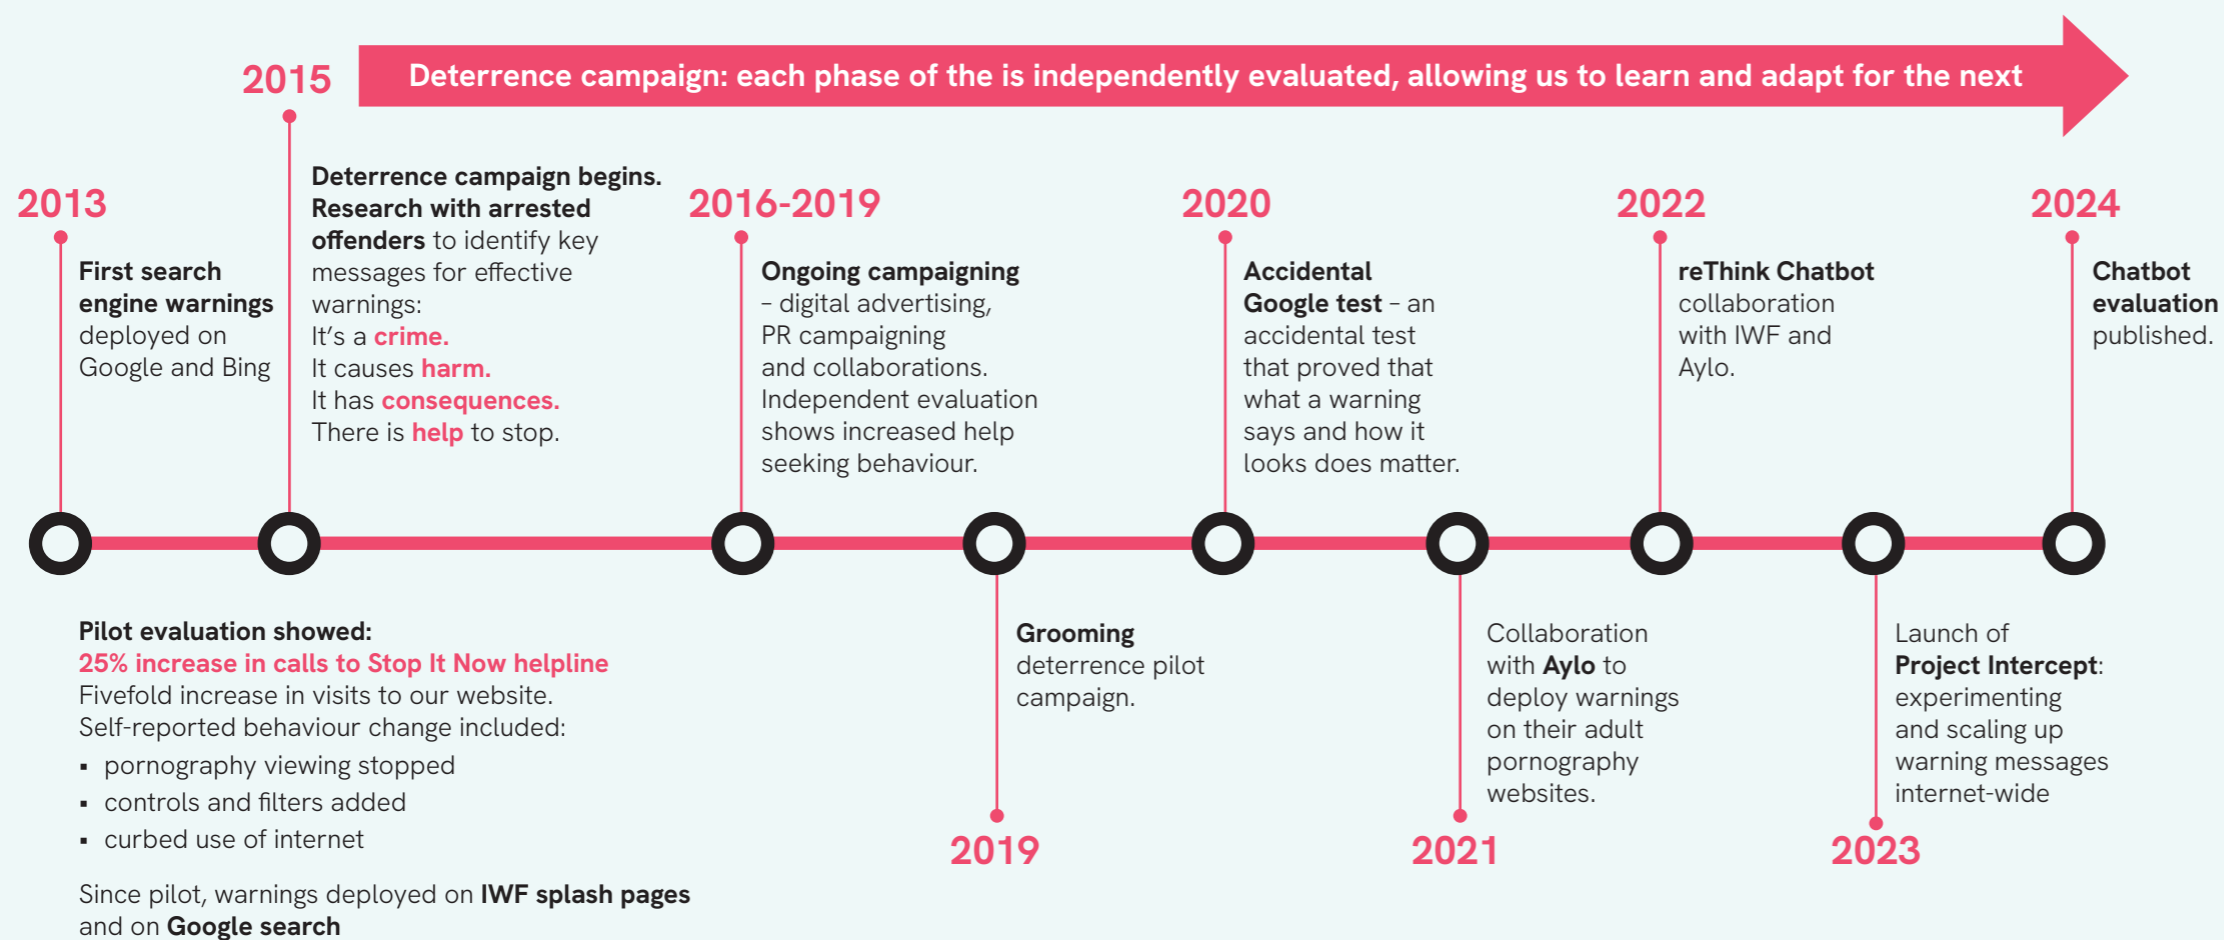 Deterrence campaign: each phase of the is independently evaluated, allowing us to learn and adapt for the next
2013
First search
engine warnings
deployed on
Google and Bing
2015
Deterrence campaign begins.
Research with arrested
offenders to identify key
messages for effective
warnings:
It’s a crime.
It causes harm.
It has consequences.
There is help to stop.
2016-2019
Ongoing campaigning
– digital advertising,
PR campaigning
and collaborations.
Independent evaluation
shows increased help
seeking behaviour.
2020
Accidental
Google test – an
accidental test
that proved that
what a warning
says and how it
looks does matter.
2022
reThink Chatbot
collaboration
with IWF and
Aylo.
2024
Chatbot
evaluation
published.
Pilot evaluation showed:
25% increase in calls to Stop It Now helpline
Fivefold increase in visits to our website.
Self-reported behaviour change included:
▪ pornography viewing stopped
▪ controls and filters added
▪ curbed use of internet
Since pilot, warnings deployed on IWF splash pages
and on Google search
Grooming
deterrence pilot
campaign.
2019
Collaboration
with Aylo to
deploy warnings
on their adult
pornography
websites.
2021
Launch of
Project Intercept:
experimenting
and scaling up
warning messages
internet-wide
2023